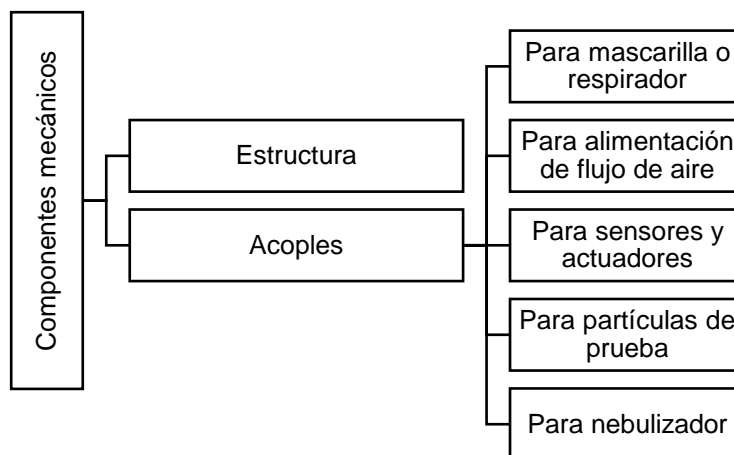 Componentes mecánicos
Estructura
Acoples
Para mascarilla o
respirador
Para alimentación
de flujo de aire
Para sensores y
actuadores
Para partículas de
prueba
Para nebulizador